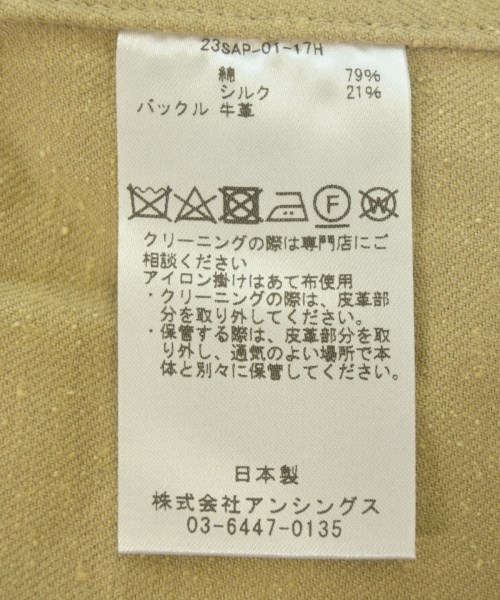 23SAP-01-17H
綿 79%
シルク 21%
バックル 牛革
F W
クリーニングの際は専門店にご
相談ください
アイロン掛けはあて布使用
・クリーニングの際は、皮革部
分を取り外してください。
・保管する際は、皮革部分を取
り外し、通気のよい場所で本
体と別々に保管してください。
日本製
株式会社アンシングス
03-6447-0135